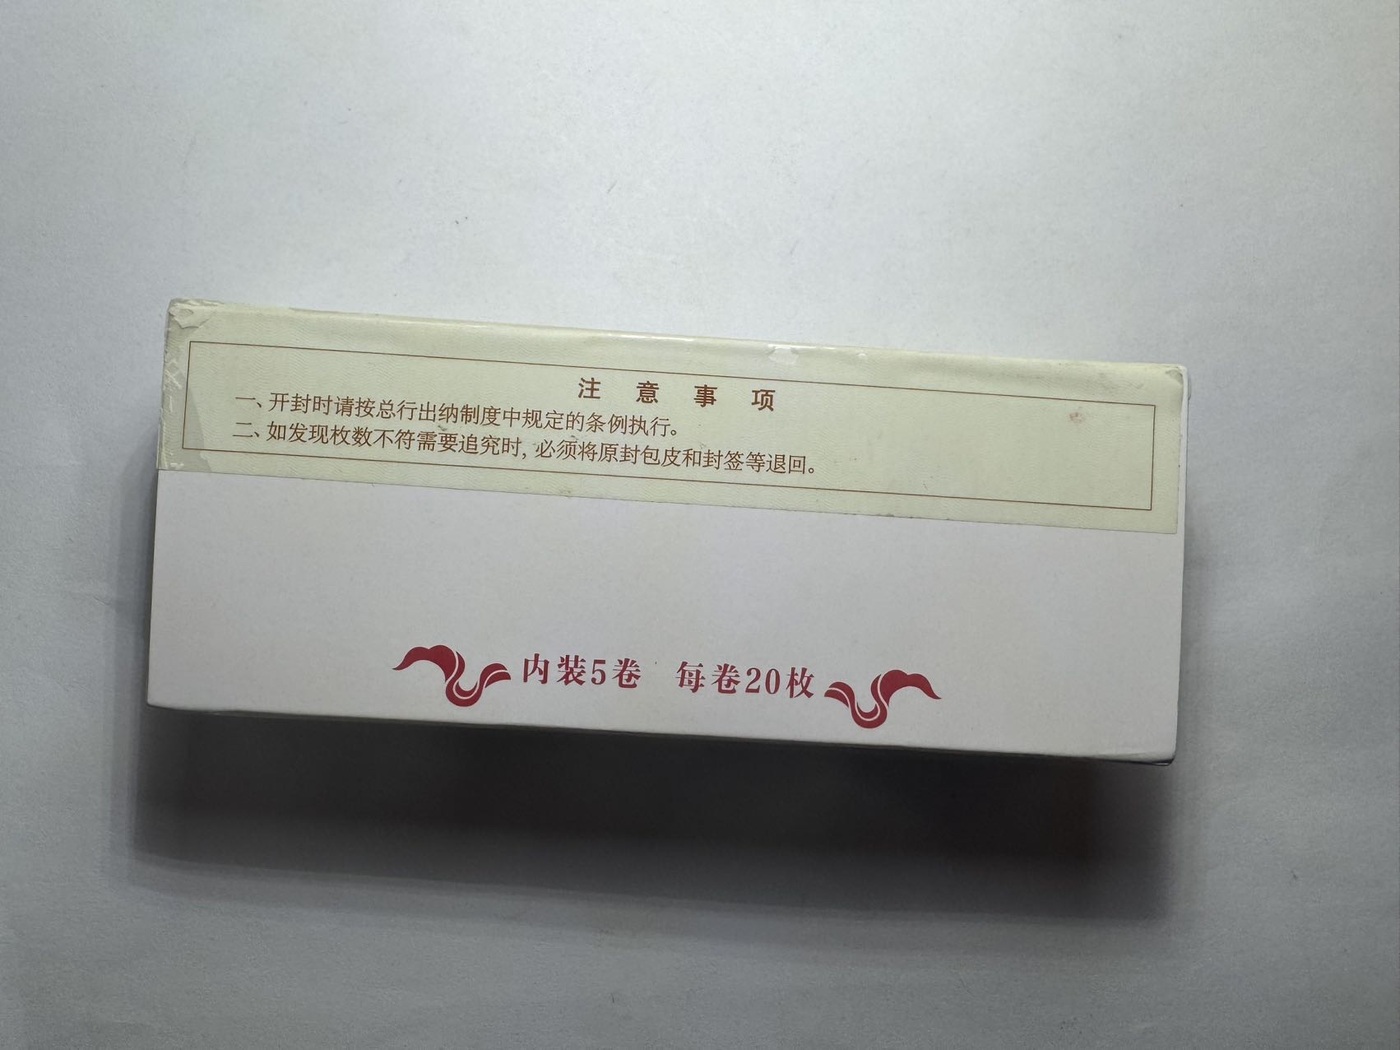 注意事项
一、开封时请按总行出纳制度中规定的条例执行。
二、如发现枚数不符需要追究时, 必须将原封包皮和封签等退回。
内装5卷 每卷20枚